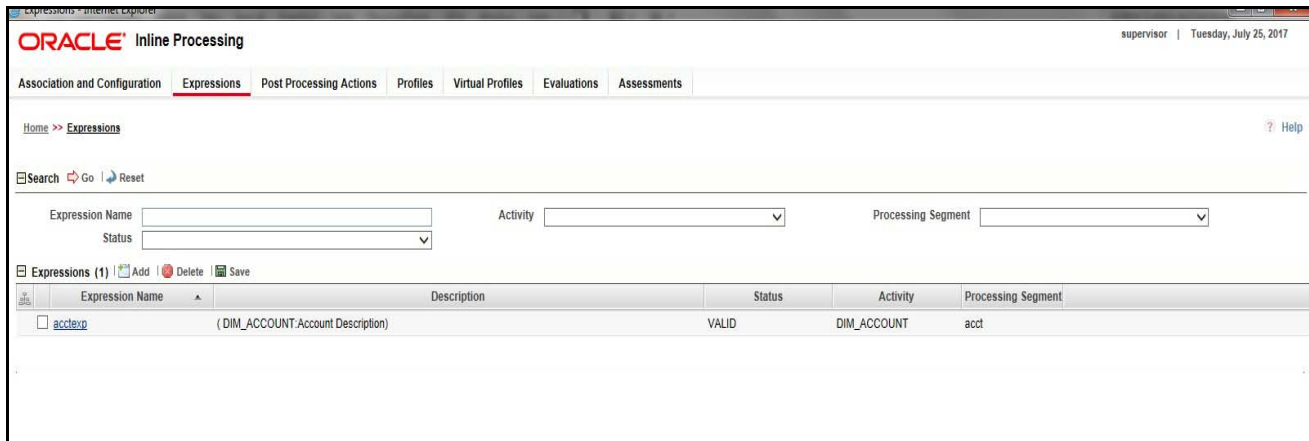 Expressions - Internet Explorer
ORACLE® Inline Processing
supervisor | Tuesday, July 25, 2017
Association and Configuration Expressions Post Processing Actions Profiles Virtual Profiles Evaluations Assessments
Home >> Expressions
? Help
Search Go | Reset
Expression Name Activity Processing Segment
Status
Expressions (1) | Add | Delete | Save
Expression Name Description Status Activity Processing Segment
acctexp ( DIM_ACCOUNT:Account Description) VALID DIM_ACCOUNT acct